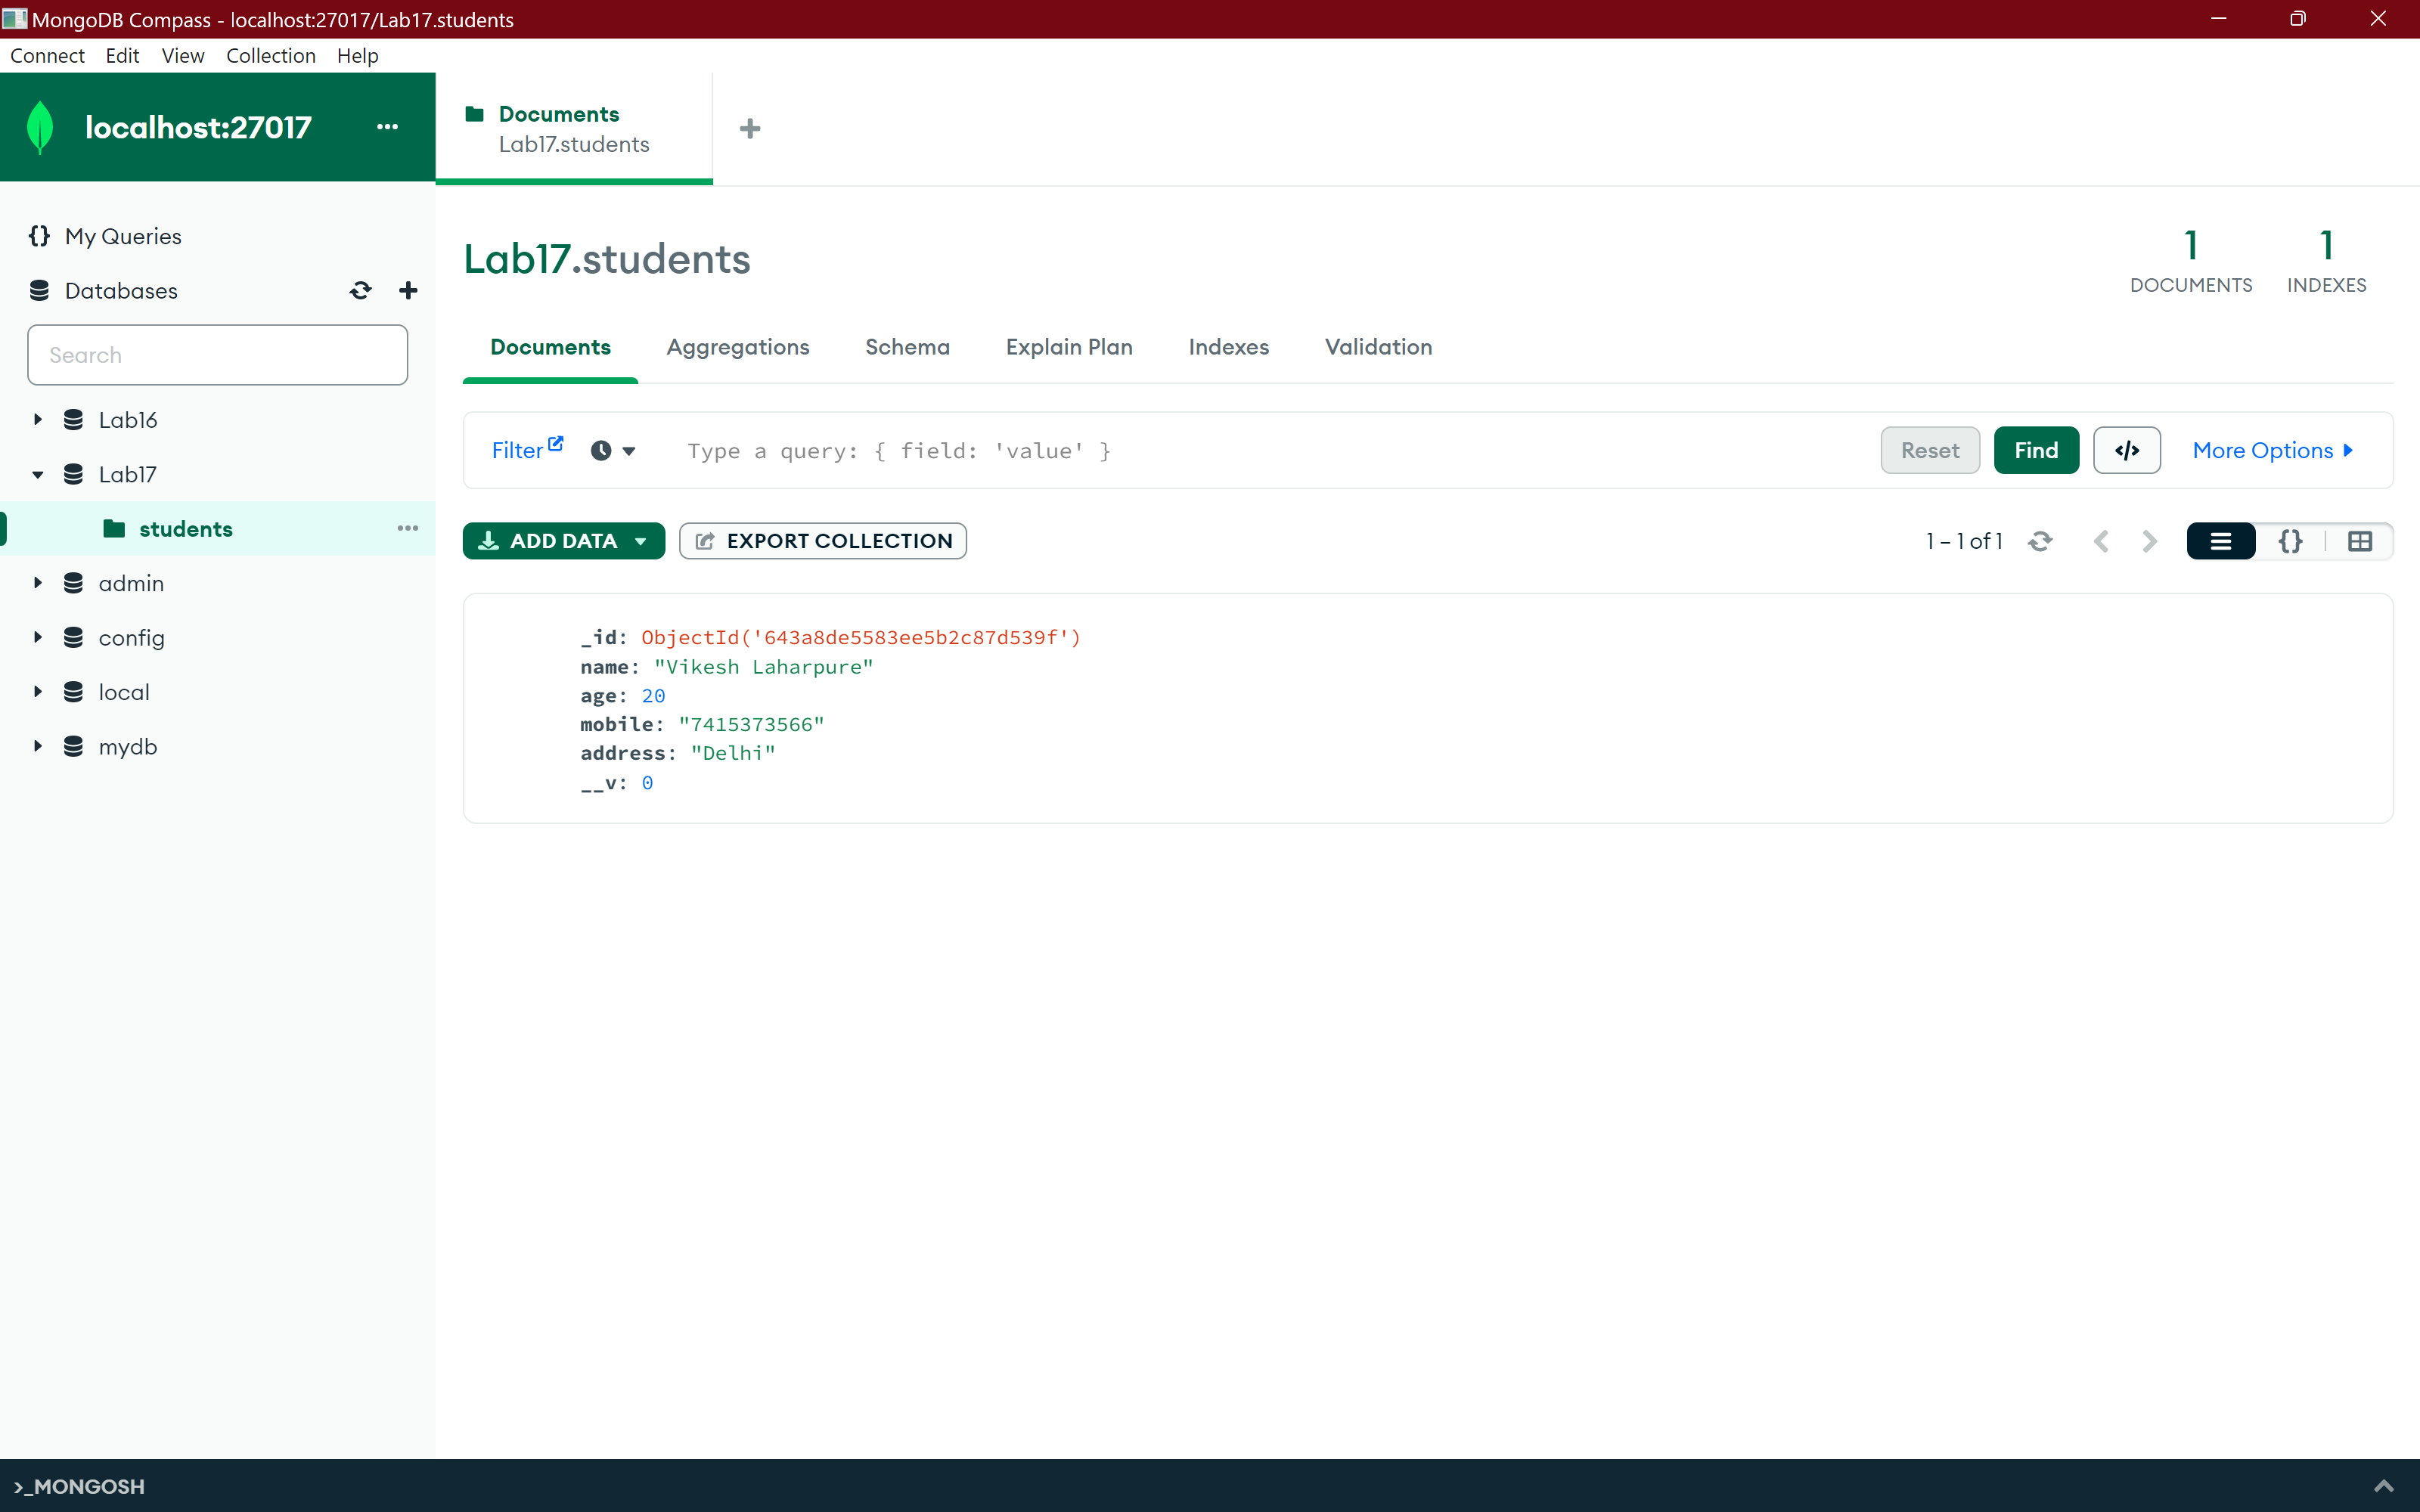 MongoDB Compass - localhost:27017/Lab17.students
Connect Edit View Collection Help
localhost:27017
Documents
Lab17.students
My Queries
Databases
Search
Lab16
Lab17
students
admin
config
local
mydb
Lab17.students
1
DOCUMENTS
1
INDEXES
Documents Aggregations Schema Explain Plan Indexes Validation
Filter Type a query: { field: 'value' } Reset Find </> More Options
ADD DATA EXPORT COLLECTION 1 – 1 of 1 {}
_id: ObjectId('643a8de5583ee5b2c87d539f')
name: "Vikesh Laharpure"
age: 20
mobile: "7415373566"
address: "Delhi"
__v: 0
>_MONGOSH